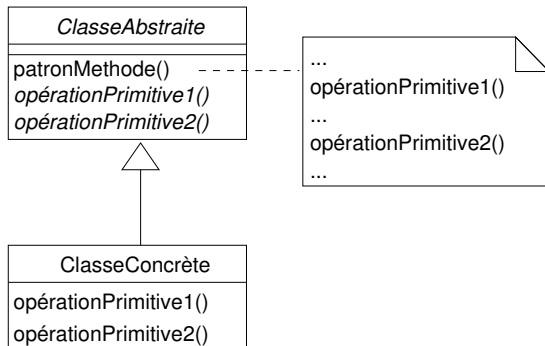 ClasseAbstraite
patronMethode()
opérationPrimitive1()
opérationPrimitive2()
...
opérationPrimitive1()
...
opérationPrimitive2()
...
ClasseConcrète
opérationPrimitive1()
opérationPrimitive2()